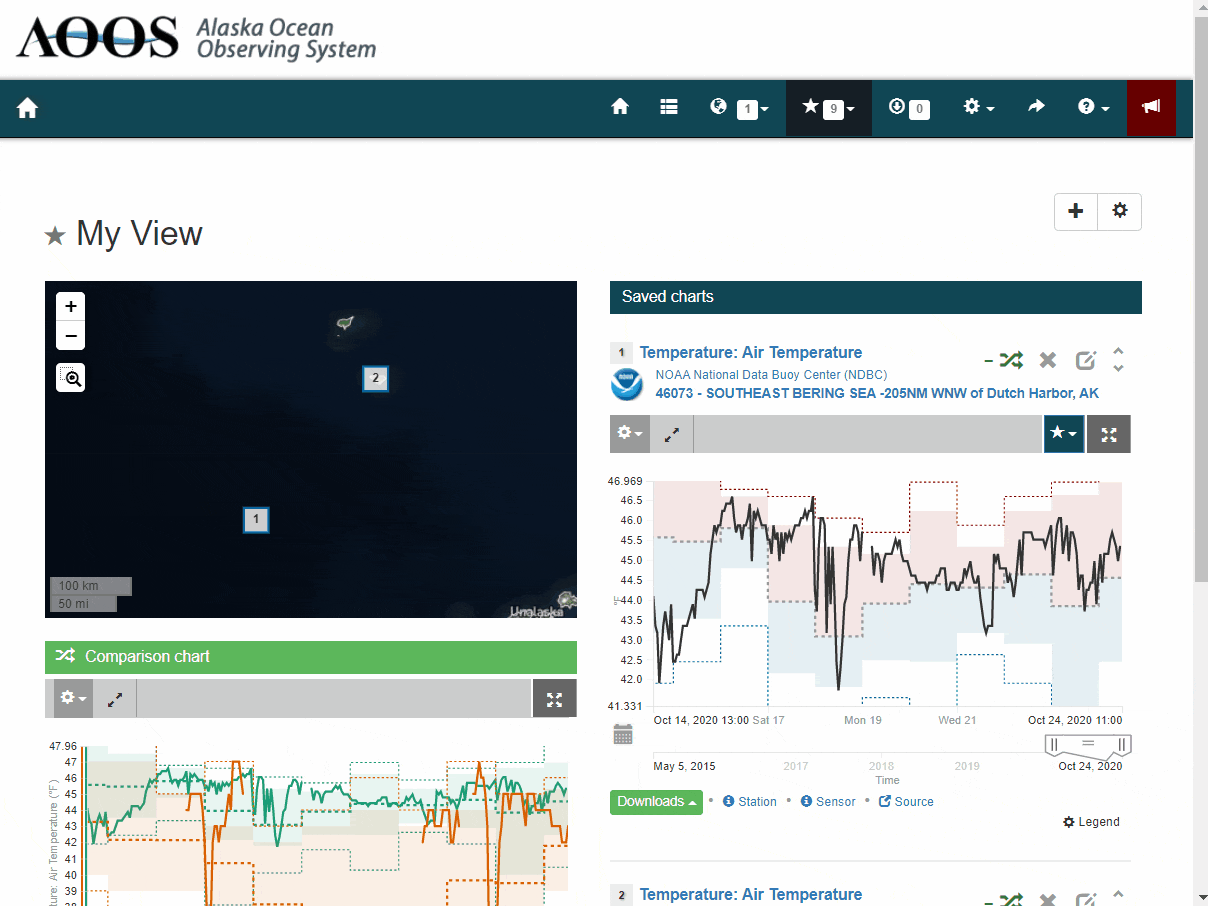 AOOS Alaska Ocean
Observing System
1
9
0
My View
+
−
2
1
100 km
50 mi
Unalaska
Comparison chart
47.96
47
46
45
44
43
42
41
40
39
38
ture: Air Temperature (°F)
Saved charts
1 Temperature: Air Temperature
NOAA National Data Buoy Center (NDBC)
46073 - SOUTHEAST BERING SEA -205NM WNW of Dutch Harbor, AK
46.969
46.5
46.0
45.5
45.0
44.5
44.0
43.5
43.0
42.5
42.0
41.331
°F
Oct 14, 2020 13:00 Sat 17 Mon 19 Wed 21 Oct 24, 2020 11:00
May 5, 2015 2017 2018 2019 Oct 24, 2020
Time
Downloads • Station • Sensor • Source
Legend
2 Temperature: Air Temperature